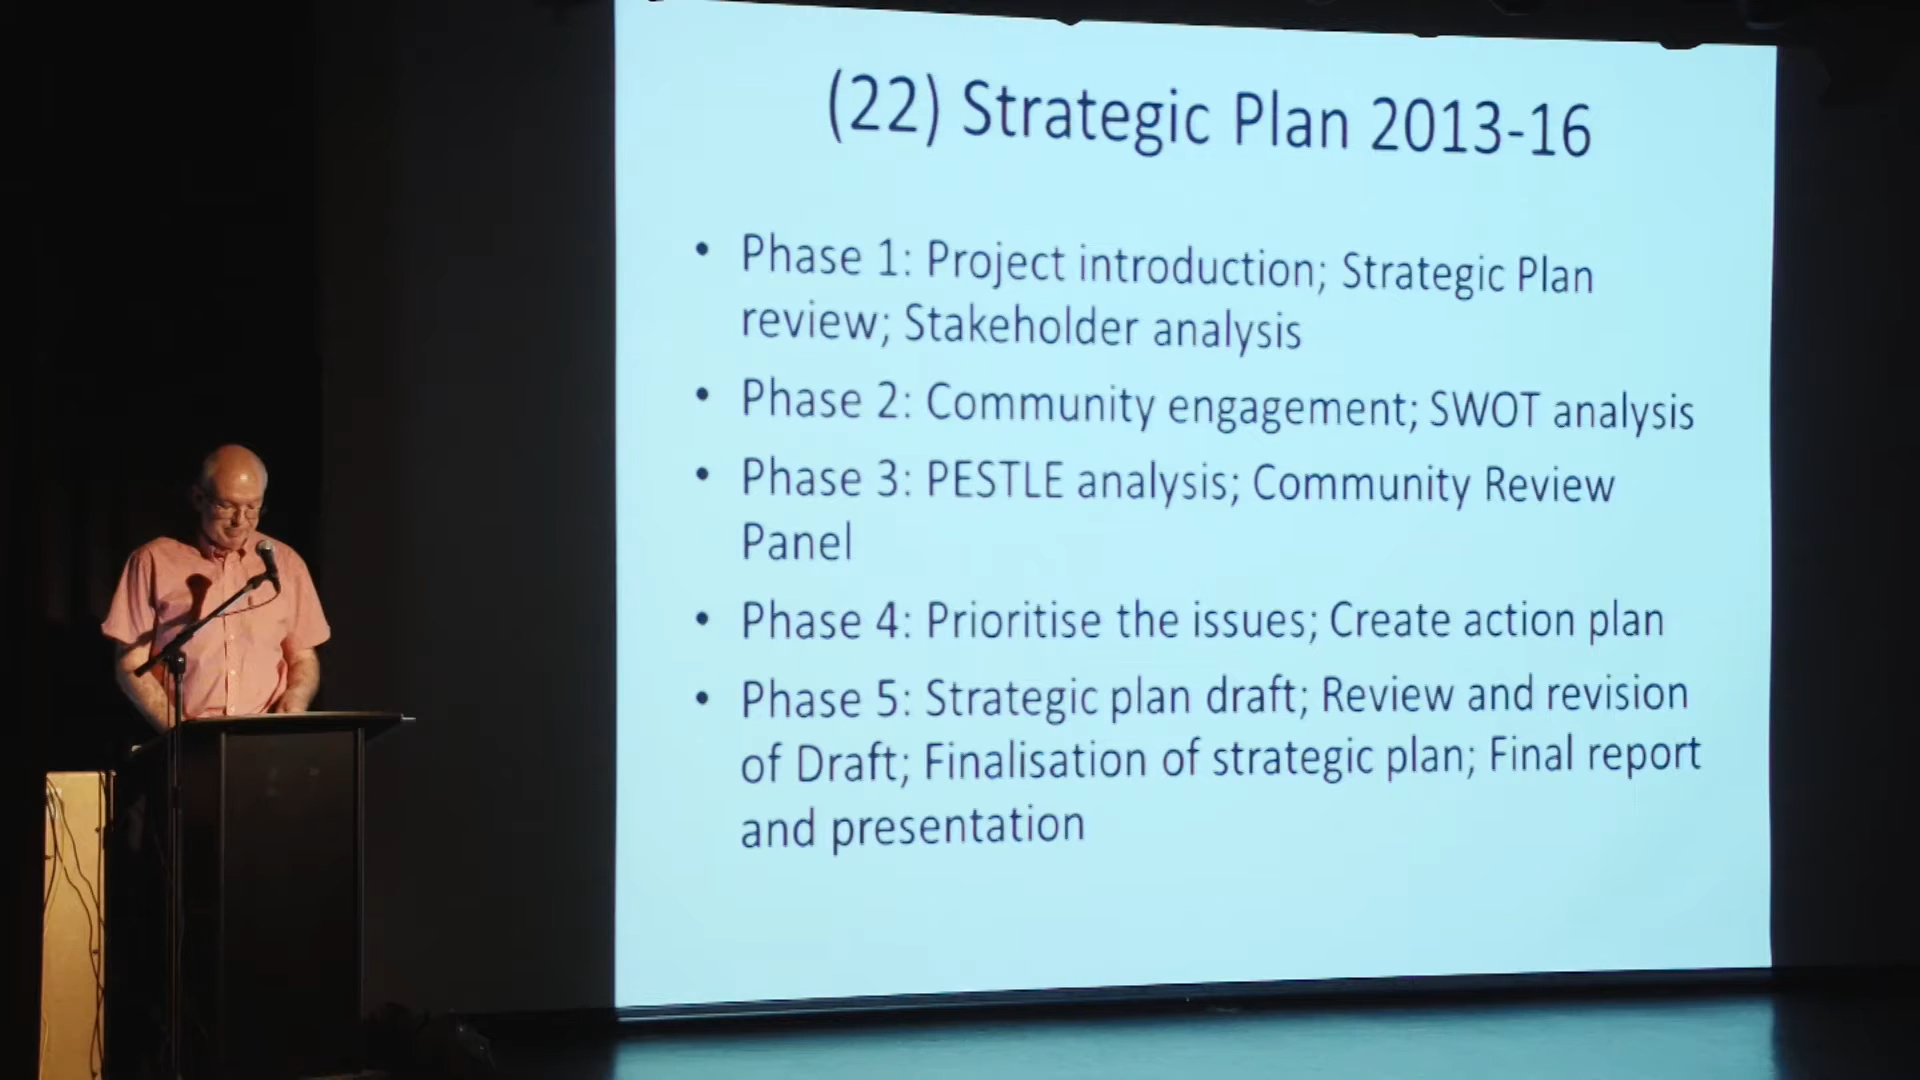 (22) Strategic Plan 2013-16
• Phase 1: Project introduction; Strategic Plan
review; Stakeholder analysis
• Phase 2: Community engagement; SWOT analysis
• Phase 3: PESTLE analysis; Community Review
Panel
• Phase 4: Prioritise the issues; Create action plan
• Phase 5: Strategic plan draft; Review and revision
of Draft; Finalisation of strategic plan; Final report
and presentation